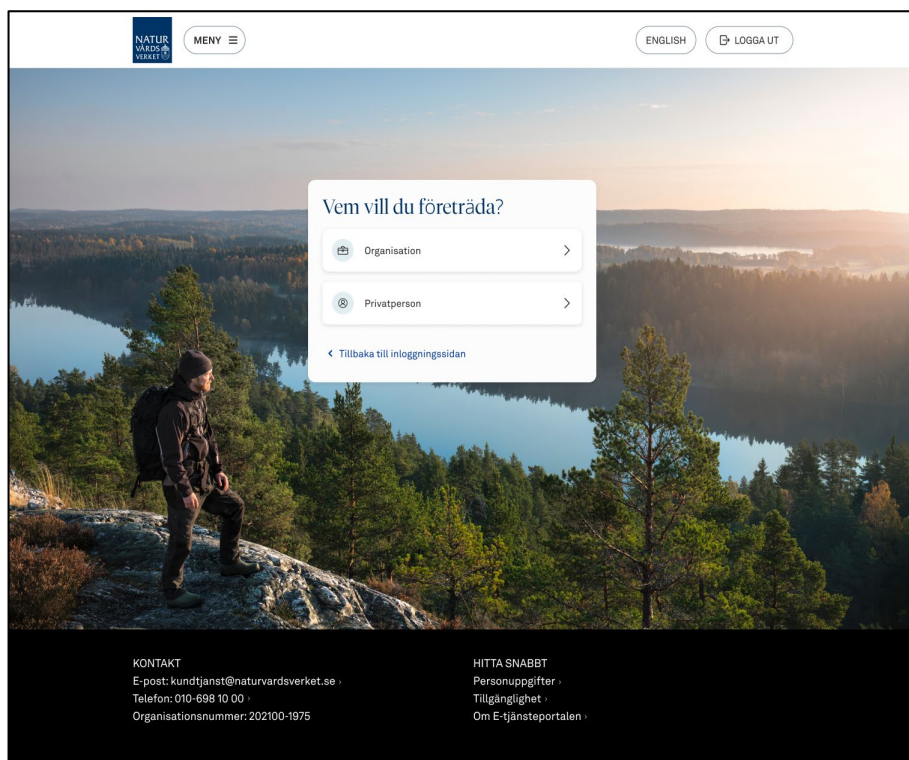 NATUR
VÅRDS
VERKET
MENY
ENGLISH
LOGGA UT
Vem vill du företräda?
Organisation
Privatperson
Tillbaka till inloggningssidan
KONTAKT
E-post: kundtjanst@naturvardsverket.se
Telefon: 010-698 10 00
Organisationsnummer: 202100-1975
HITTA SNABBT
Personuppgifter
Tillgänglighet
Om E-tjänsteportalen